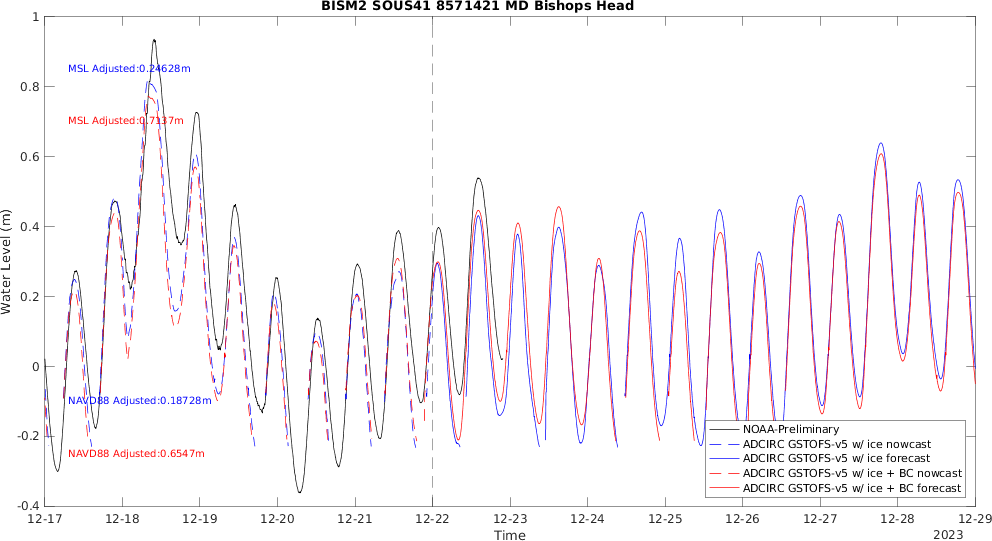 BISM2 SOUS41 8571421 MD Bishops Head
Water Level (m)
1
0.8
0.6
0.4
0.2
0
-0.2
-0.4
MSL Adjusted:0.24628m
MSL Adjusted:0.7137m
NAVD88 Adjusted:0.18728m
NAVD88 Adjusted:0.6547m
NOAA-Preliminary
ADCIRC GSTOFS-v5 w/ ice nowcast
ADCIRC GSTOFS-v5 w/ ice forecast
ADCIRC GSTOFS-v5 w/ ice + BC nowcast
ADCIRC GSTOFS-v5 w/ ice + BC forecast
12-17 12-18 12-19 12-20 12-21 12-22 12-23 12-24 12-25 12-26 12-27 12-28 12-29
Time
2023